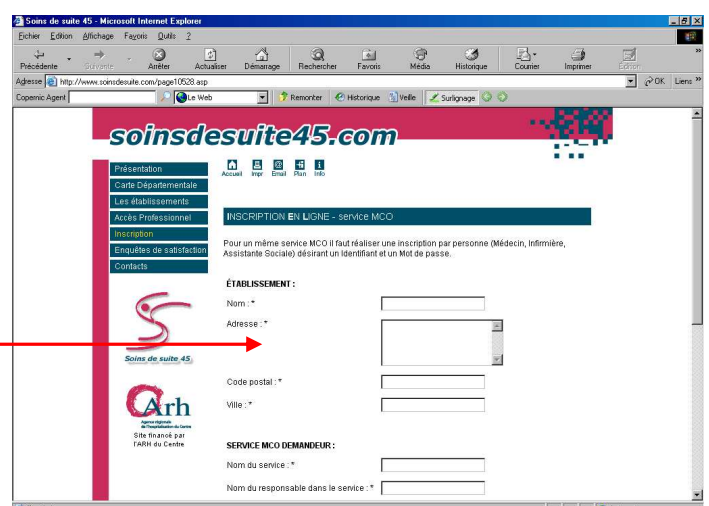 Soins de suite 45 - Microsoft Internet Explorer
Fichier Edition Affichage Favoris Outils ?
Précédente Suivante Arrêter Actualiser Démarrage Rechercher Favoris Média Historique Courrier Imprimer Edition
Adresse http://www.soinsdesuite.com/page10528.asp OK Liens »
Copernic Agent Le Web Remonter Historique Veille Surlignage
soinsdesuite45.com
Accueil Impr Email Plan Info
Présentation
Carte Départementale
Les établissements
Accès Professionnel
Inscription
Enquêtes de satisfaction
Contacts
Soins de suite 45
Arh
Agence régionale
de l'hospitalisation du Centre
Site financé par
l'ARH du Centre
INSCRIPTION EN LIGNE - service MCO
Pour un même service MCO il faut réaliser une inscription par personne (Médecin, Infirmière,
Assistante Sociale) désirant un Identifiant et un Mot de passe.
ÉTABLISSEMENT :
Nom : *
Adresse : *
Code postal : *
Ville : *
SERVICE MCO DEMANDEUR :
Nom du service : *
Nom du responsable dans le service : *